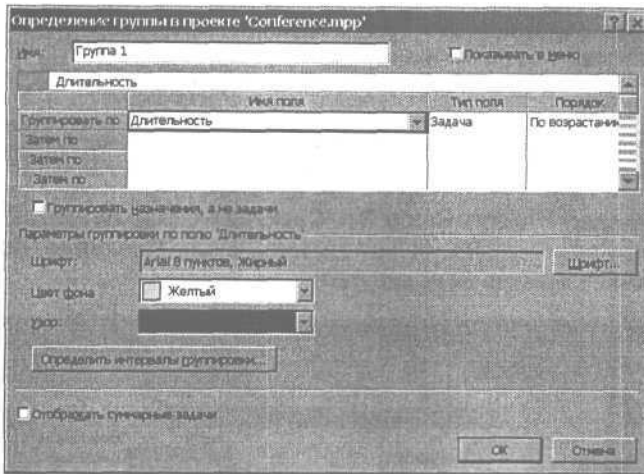 Определение группы в проекте 'Conference.mpp'
Имя: Группа 1 Показывать в меню
Длительность
Имя поля Тип поля Порядок
Группировать по Длительность Задача По возрастанию
Затем по
Затем по
Затем по
Группировать назначения, а не задачи
Параметры группировки по полю 'Длительность'
Шрифт: Arial 8 пунктов, Жирный Шрифт...
Цвет фона Желтый
Узор:
Определить интервалы группировки...
Отображать суммарные задачи
ОК Отмена